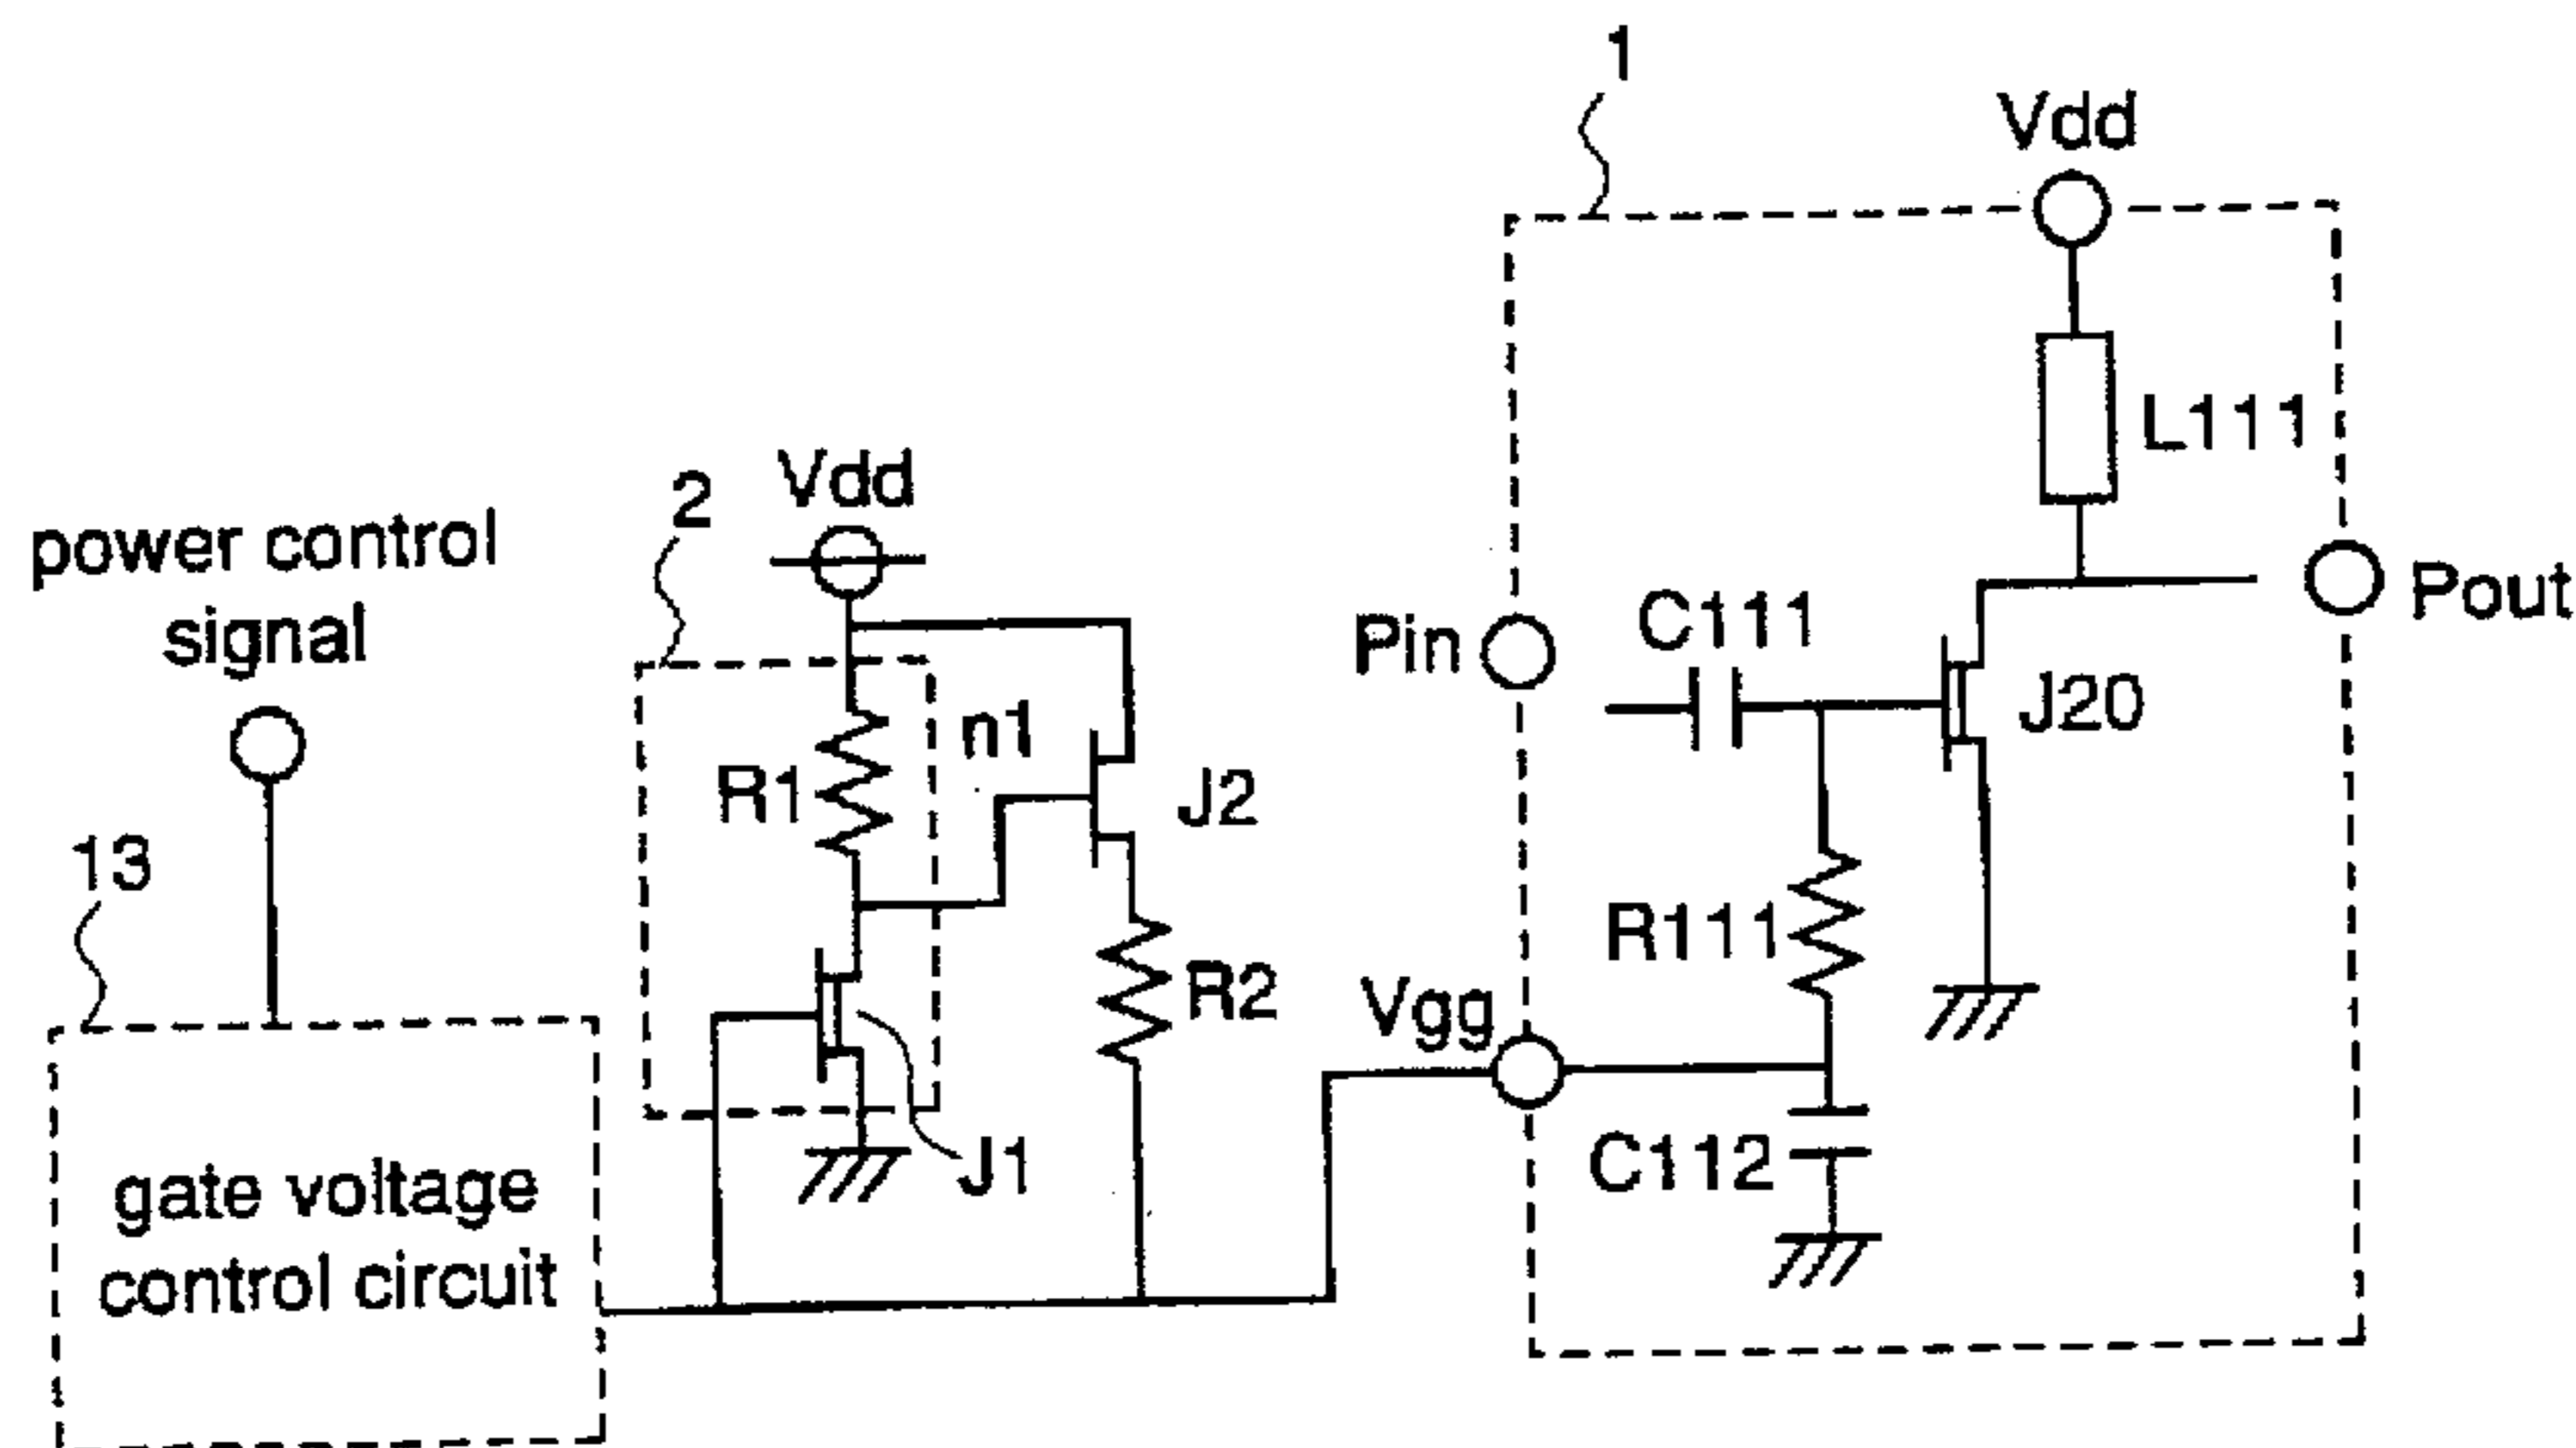 1
Vdd
L111
Pout
Pin
C111
J20
R111
Vgg
C112
2
Vdd
n1
R1
J2
R2
J1
power control
signal
13
gate voltage
control circuit